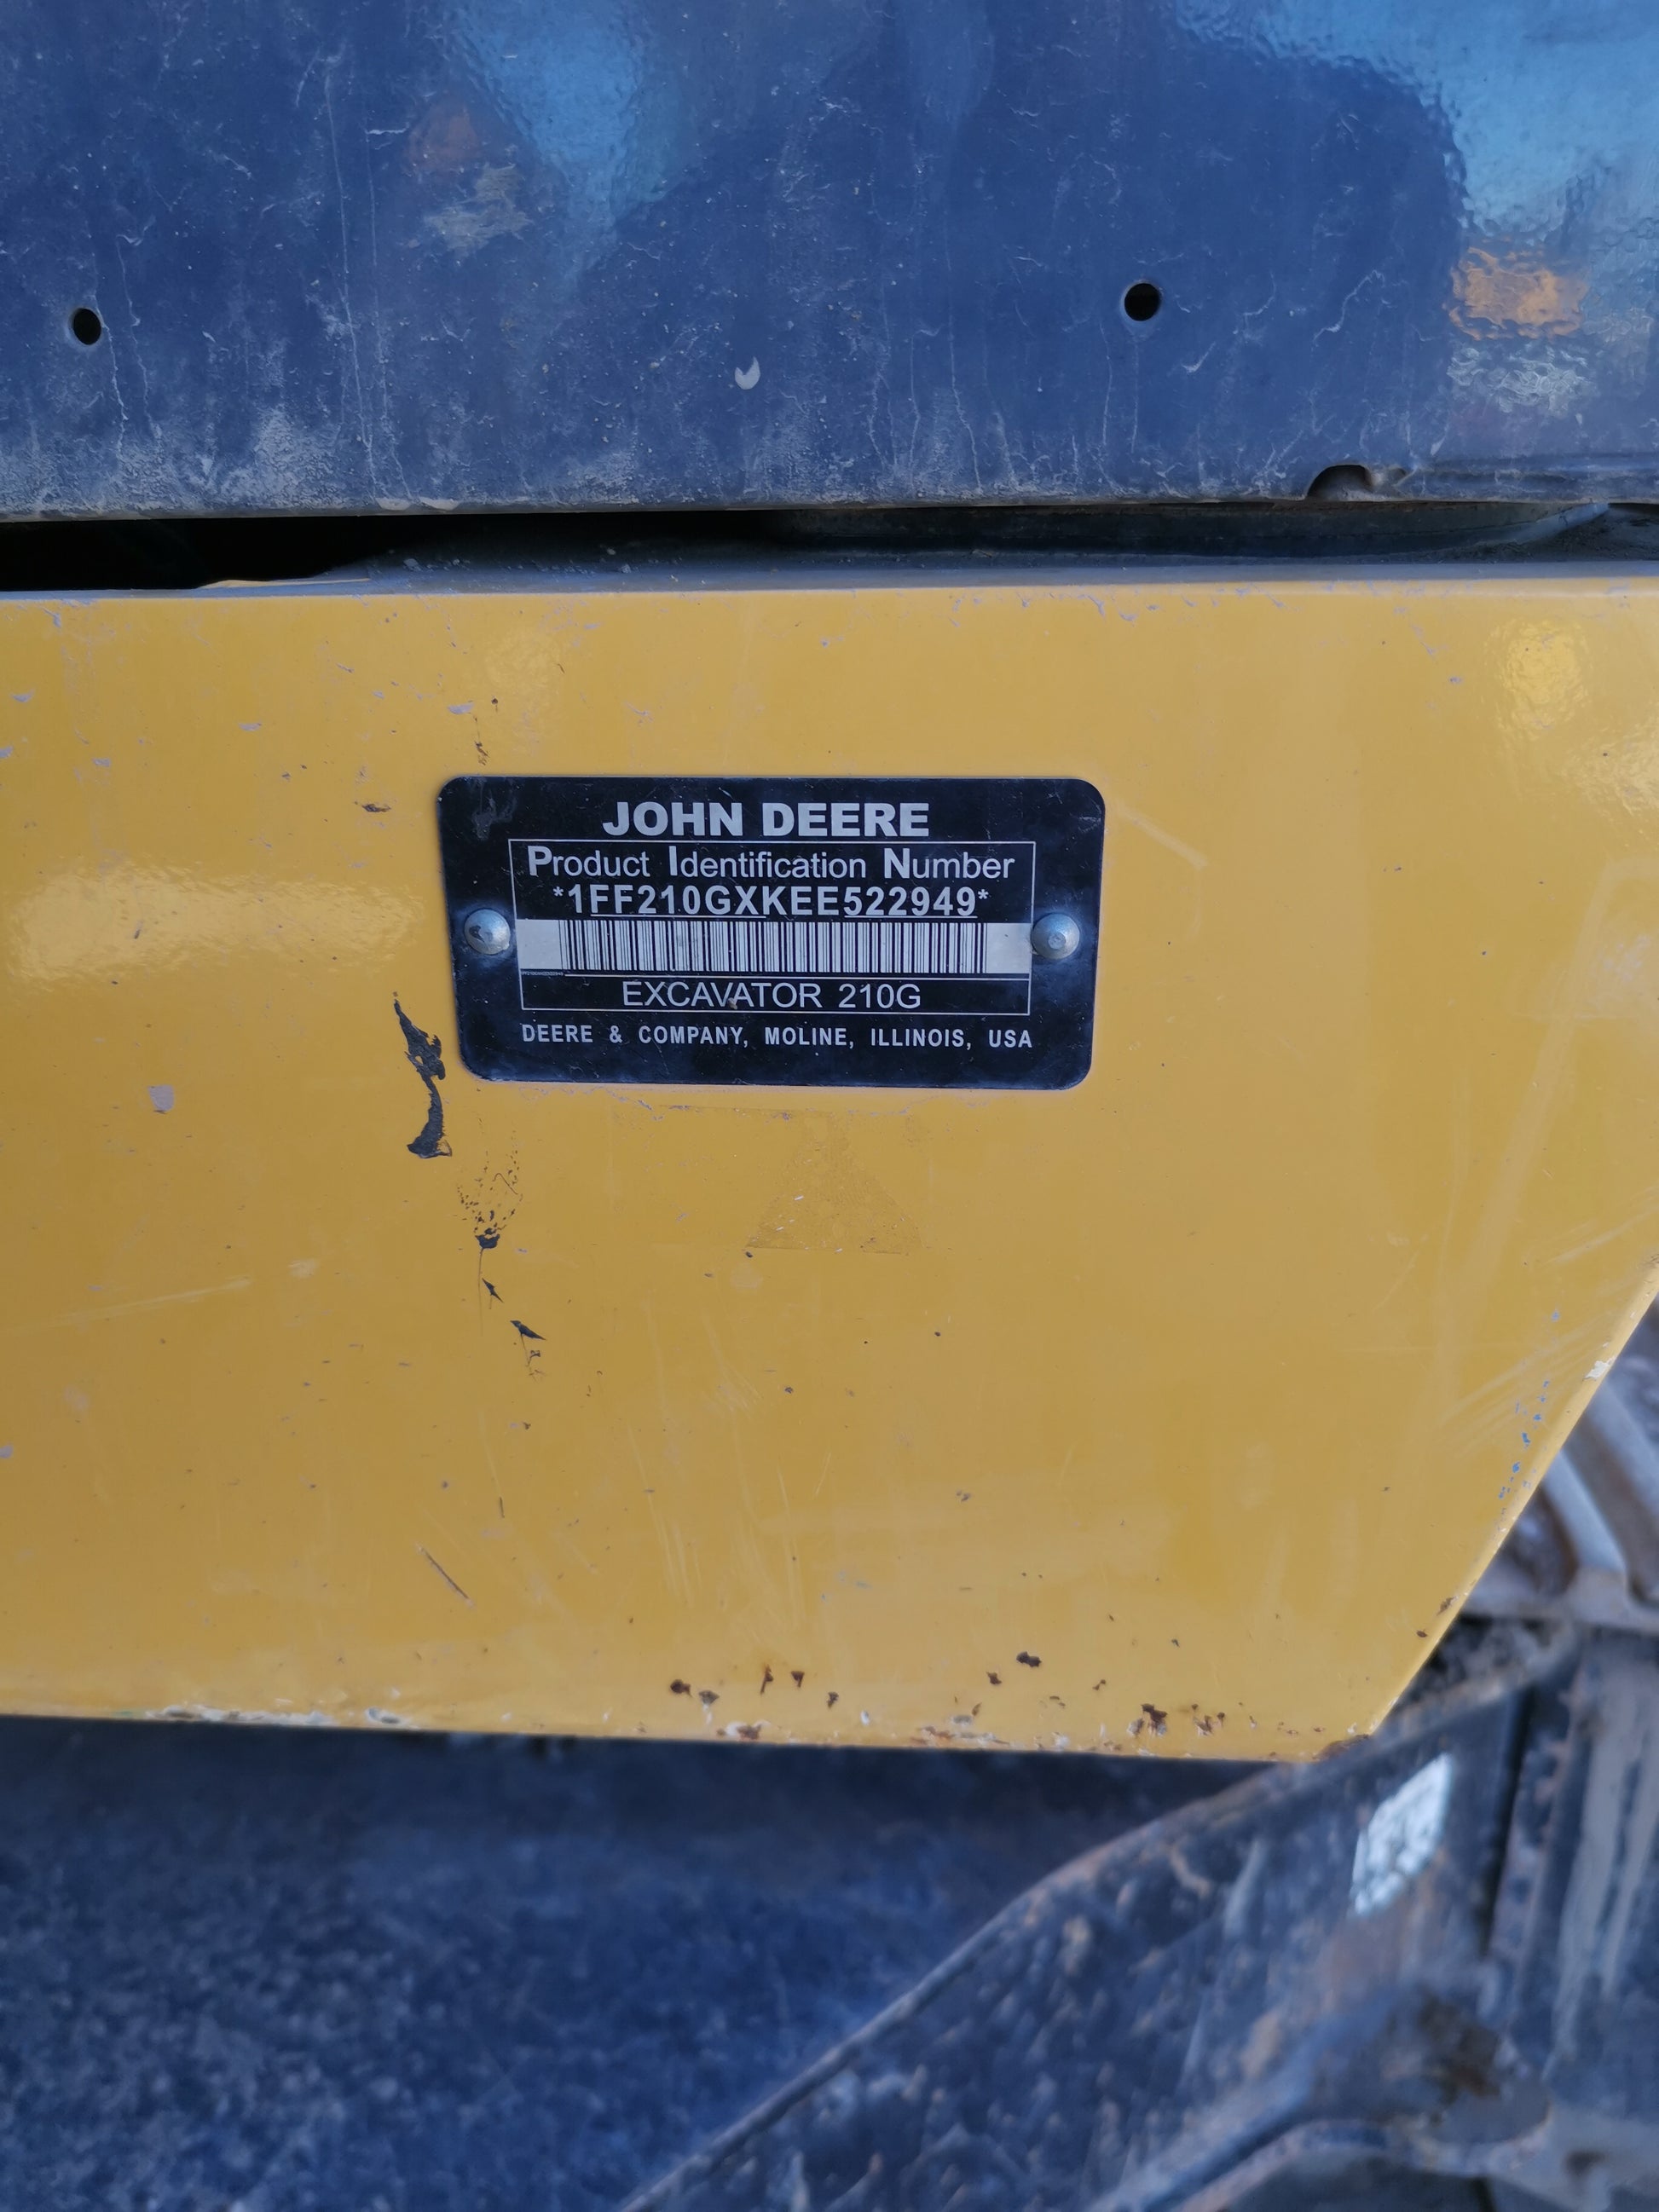 JOHN DEERE
Product Identification Number
*1FF210GXKEE522949*
EXCAVATOR 210G
DEERE & COMPANY, MOLINE, ILLINOIS, USA